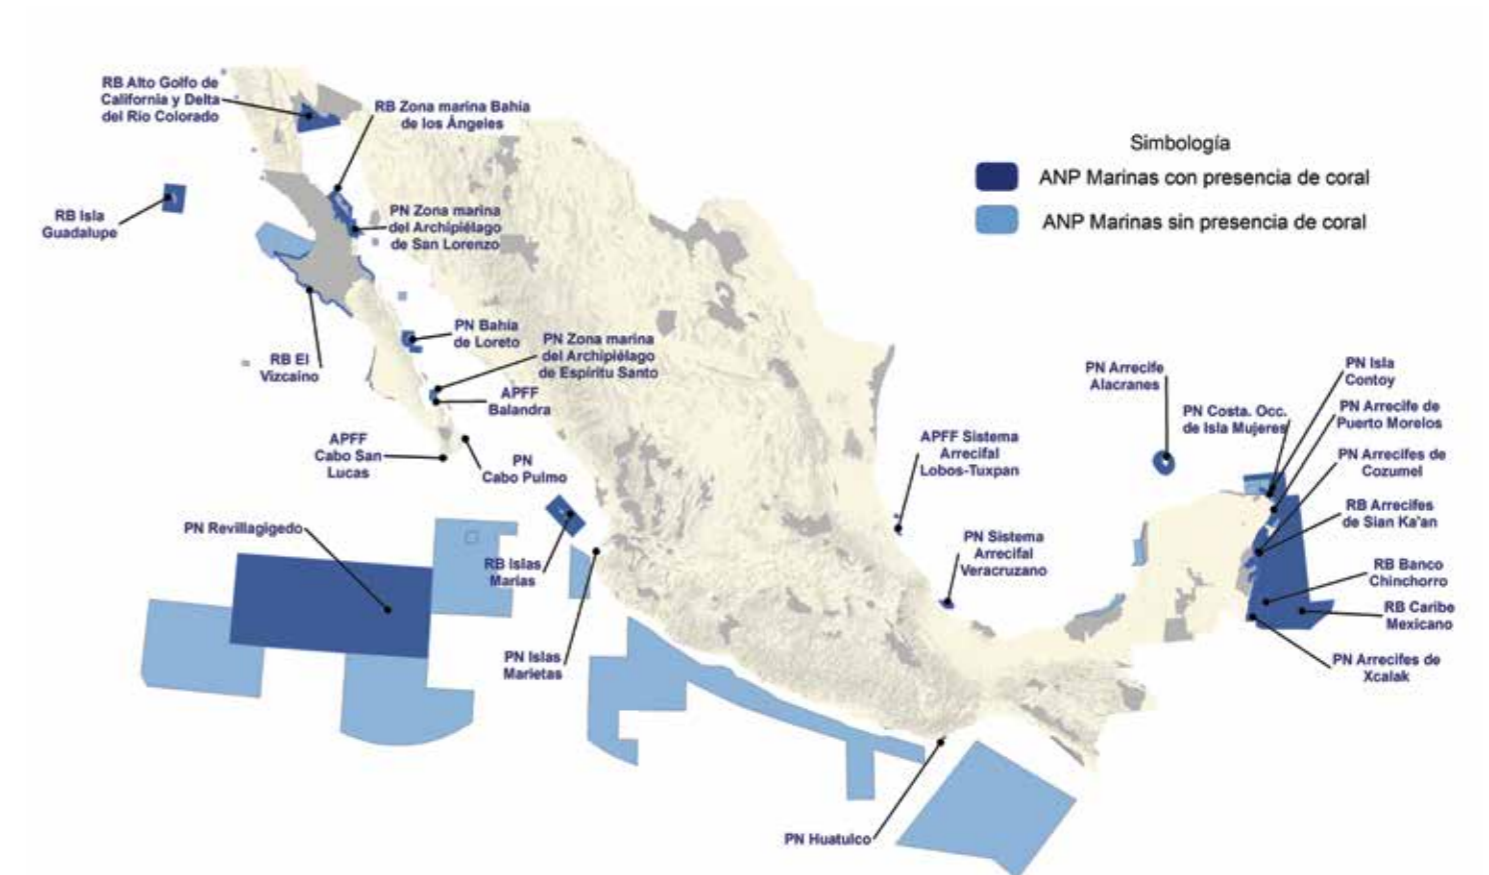 RB Alto Golfo de
California y Delta
del Río Colorado
RB Zona marina Bahía
de los Ángeles
RB Isla
Guadalupe
PN Zona marina
del Archipiélago
de San Lorenzo
RB El
Vizcaíno
PN Bahía
de Loreto
PN Zona marina
del Archipiélago
de Espíritu Santo
APFF
Balandra
APFF
Cabo San
Lucas
PN
Cabo Pulmo
PN Revillagigedo
RB Islas
Marías
PN Islas
Marietas
PN Huatulco
Simbología
ANP Marinas con presencia de coral
ANP Marinas sin presencia de coral
APFF Sistema
Arrecifal
Lobos-Tuxpan
PN Sistema
Arrecifal
Veracruzano
PN Arrecife
Alacranes
PN Costa. Occ.
de Isla Mujeres
PN Isla
Contoy
PN Arrecife de
Puerto Morelos
PN Arrecifes de
Cozumel
RB Arrecifes
de Sian Ka'an
RB Banco
Chinchorro
RB Caribe
Mexicano
PN Arrecifes de
Xcalak